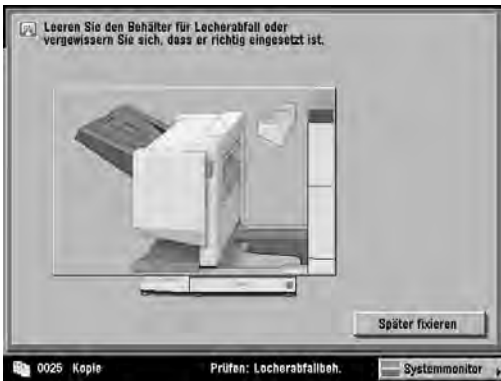 Leeren Sie den Behälter für Locherabfall oder
vergewissern Sie sich, dass er richtig eingesetzt ist.
Später fixieren
0025 Kopie Prüfen: Locherabfallbeh. Systemmonitor